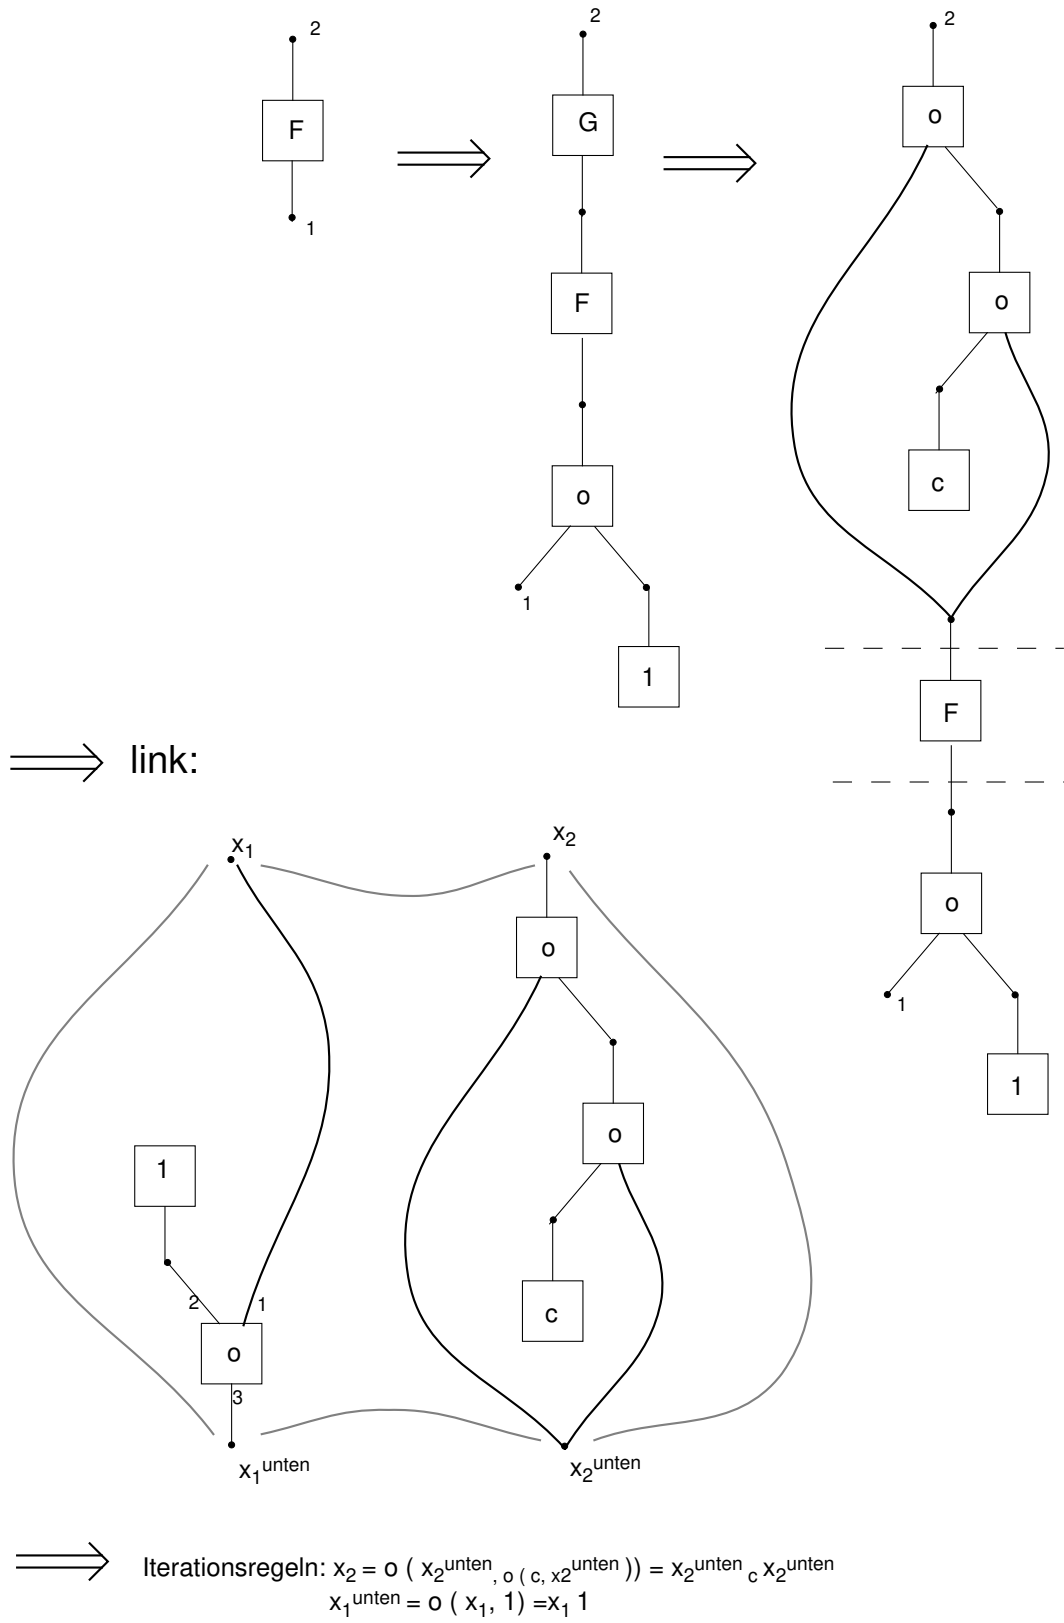 2
F
1
2
G
F
o
1
1
2
o
o
c
F
o
1
1
link:
x1
x2
o
o
1
c
2
1
o
3
x1unten
x2unten
Iterationsregeln: x2 = o ( x2unten, o ( c, x2unten )) = x2unten c x2unten
x1unten = o ( x1, 1) =x1 1